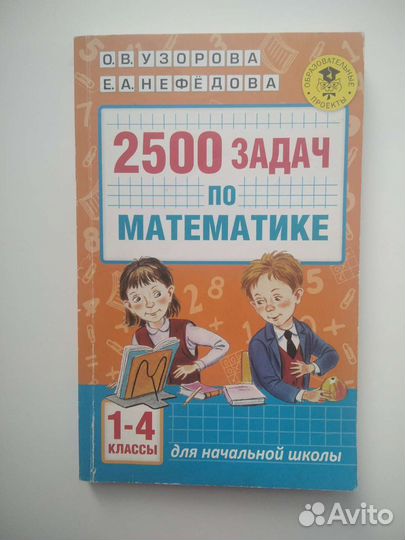 О.В. УЗОРОВА
Е.А. НЕФЁДОВА
ОБРАЗОВАТЕЛЬНЫЕ
ПРОЕКТЫ
2500 ЗАДАЧ
ПО
МАТЕМАТИКЕ
1-4
КЛАССЫ
для начальной школы
Avito